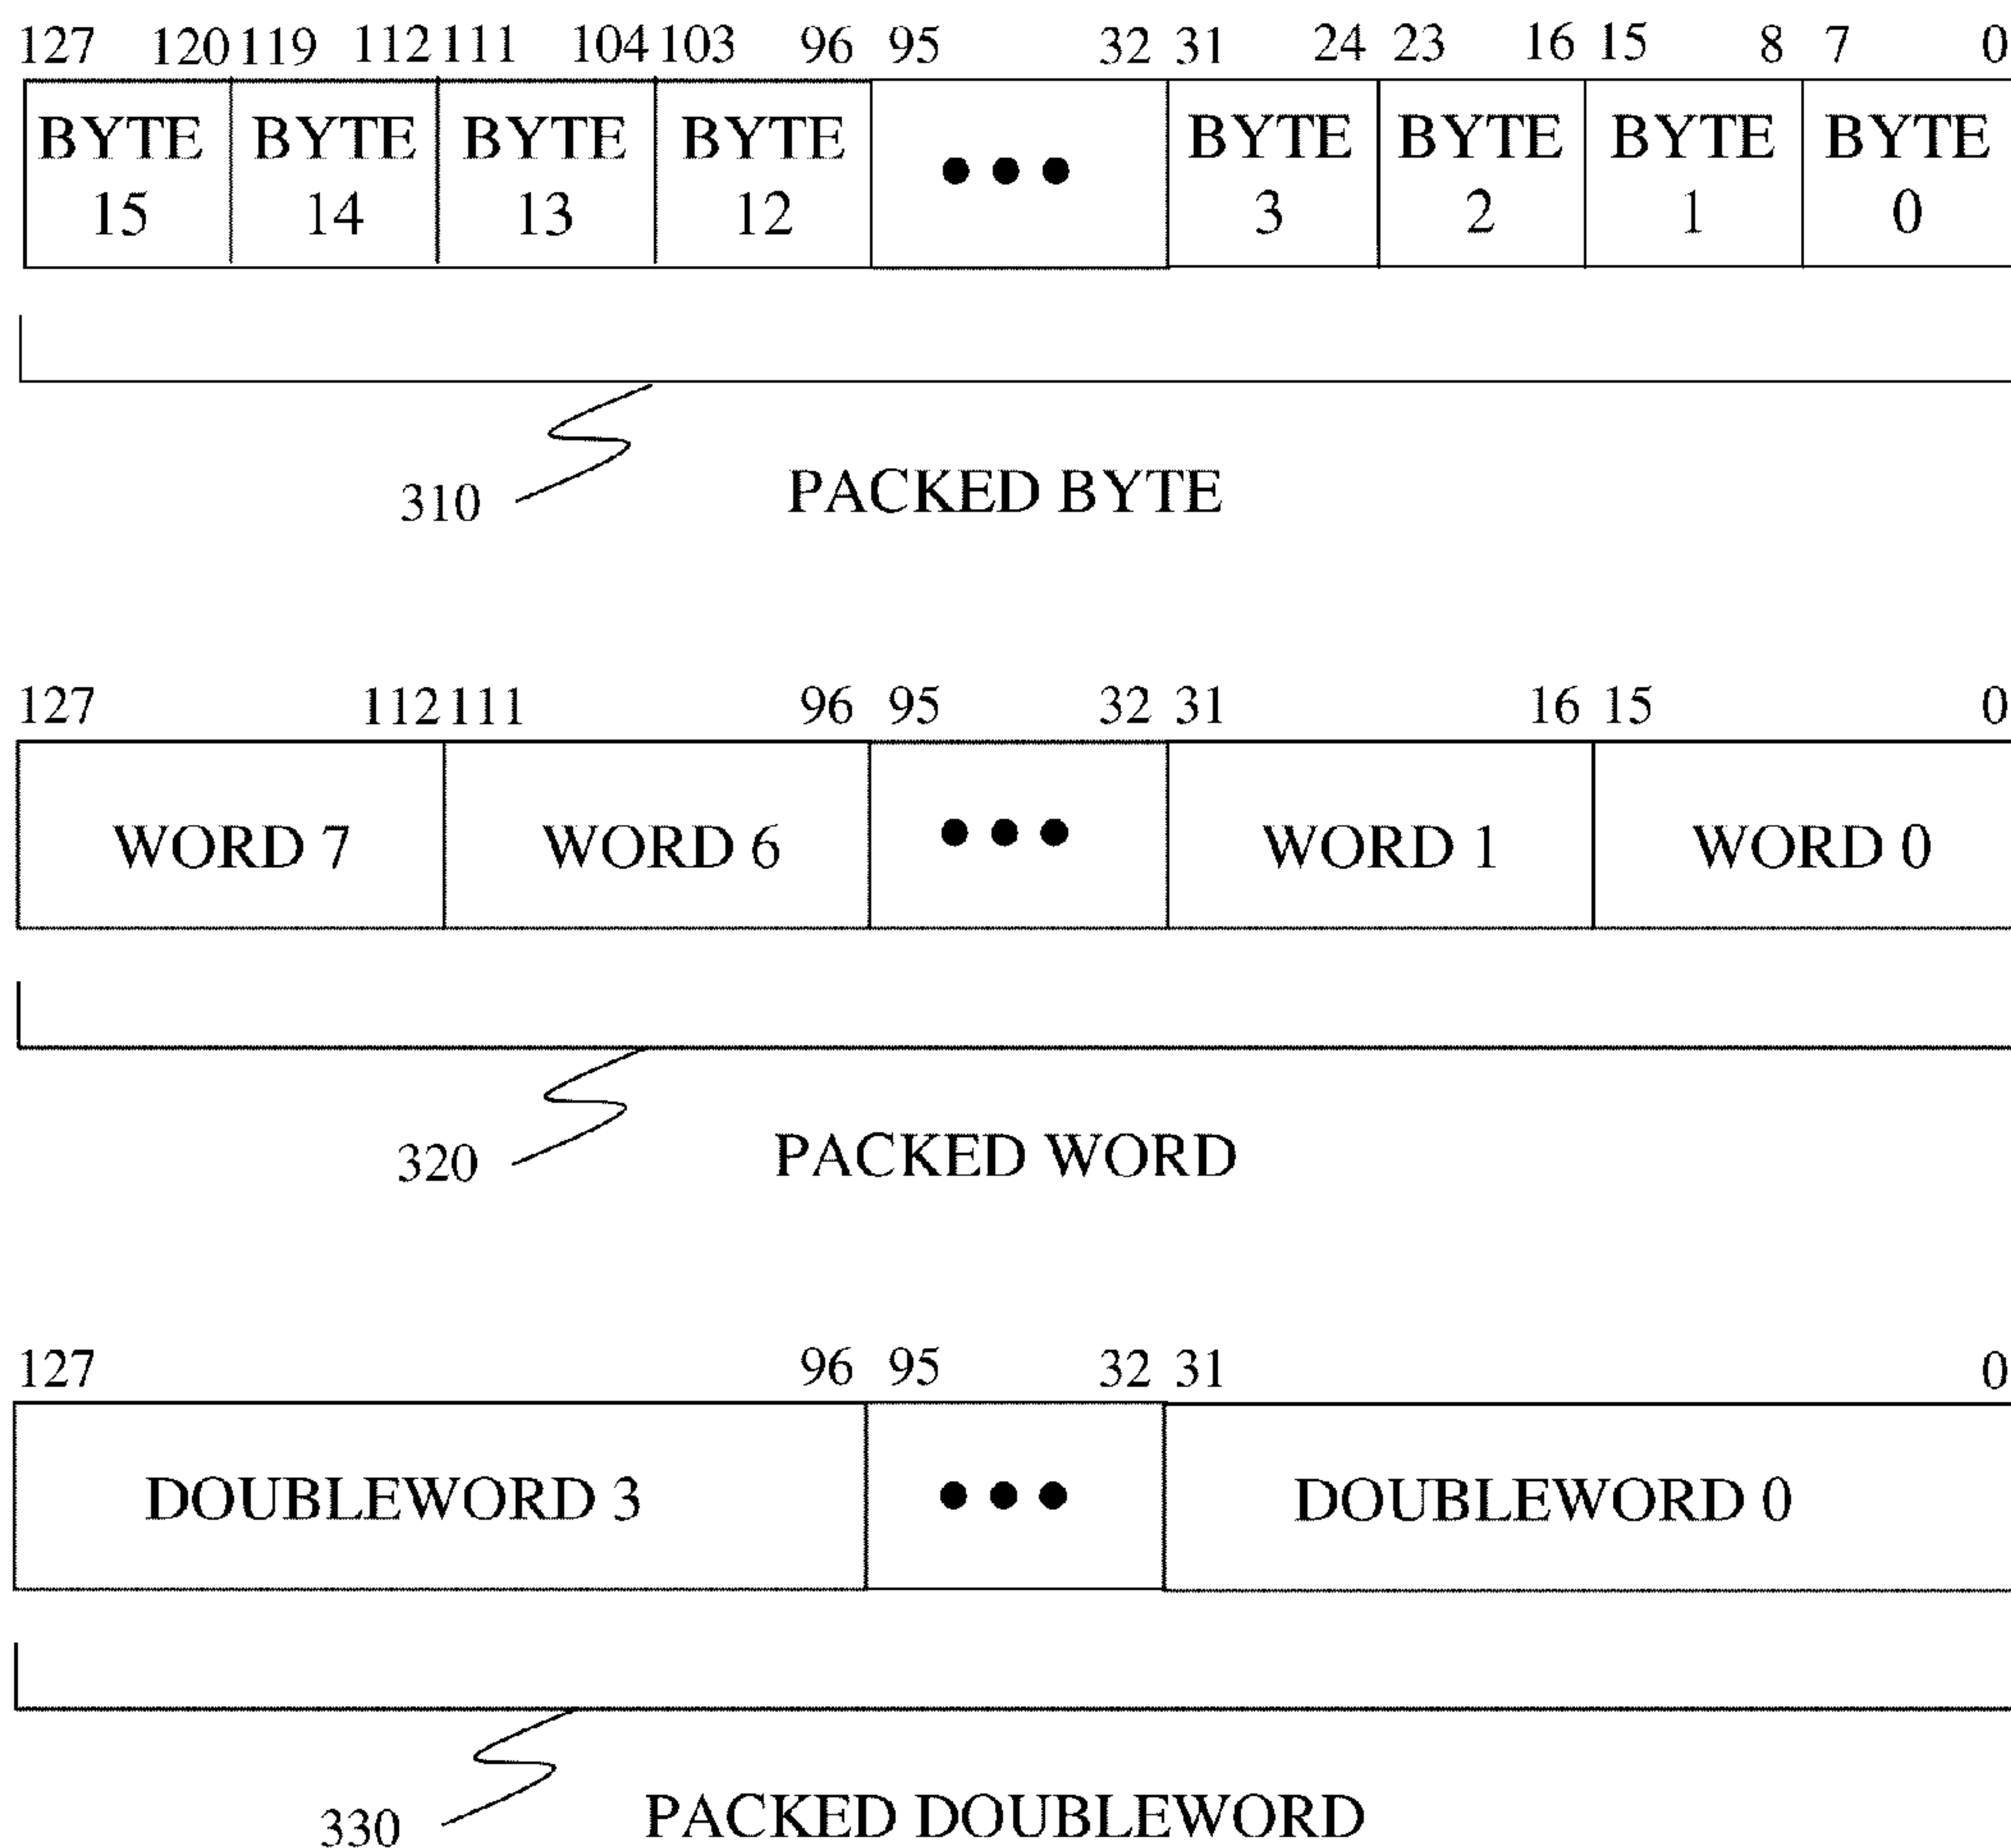 127 120 119 112 111 104 103 96 95 32 31 24 23 16 15 8 7 0
BYTE BYTE BYTE BYTE BYTE BYTE BYTE BYTE
15 14 13 12 3 2 1 0
310 PACKED BYTE
127 112 111 96 95 32 31 16 15 0
WORD 7 WORD 6 WORD 1 WORD 0
320 PACKED WORD
127 96 95 32 31 0
DOUBLEWORD 3 DOUBLEWORD 0
330 PACKED DOUBLEWORD